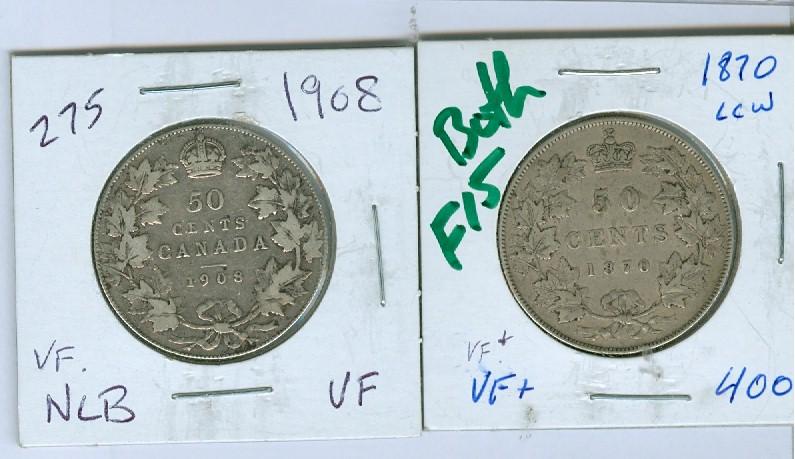 275
1908
50
CENTS
CANADA
1908
VF.
NLB
VF
Both
F15
1870
LCW
50
CENTS
1870
VF+
VF+
400